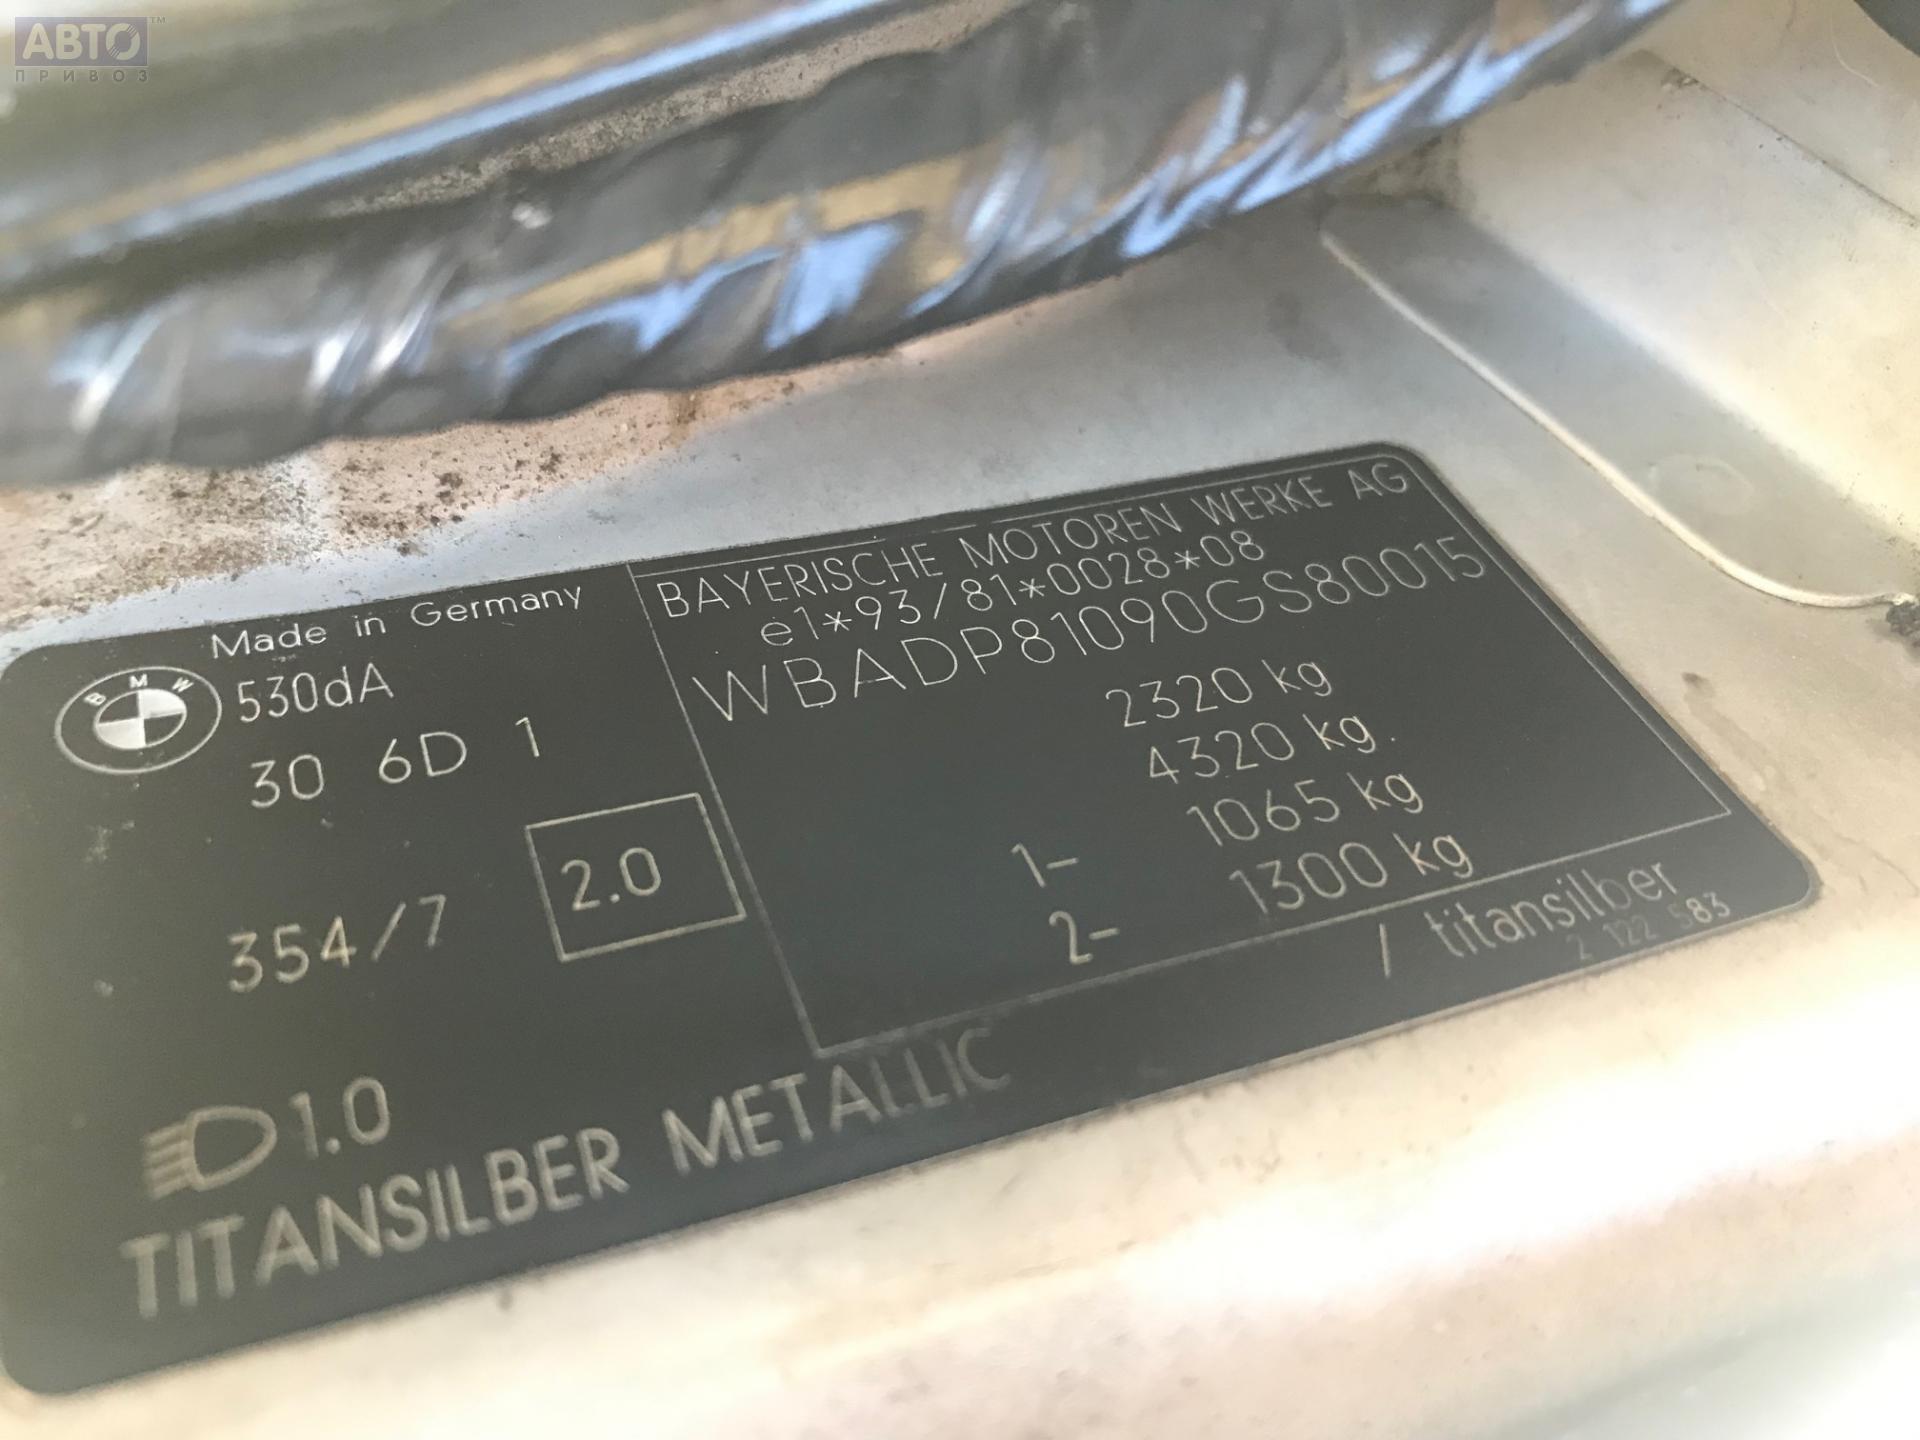 АВТО™
ПРИВОЗ
Made in Germany
BMW
530dA
30 6D 1
354/7
2.0
1.0
BAYERISCHE MOTOREN WERKE AG
e1*93/81*0028*08
WBADP81090GS80015
2320 kg
4320 kg
1- 1065 kg
2- 1300 kg
TITANSILBER METALLIC / titansilber
2 122 583